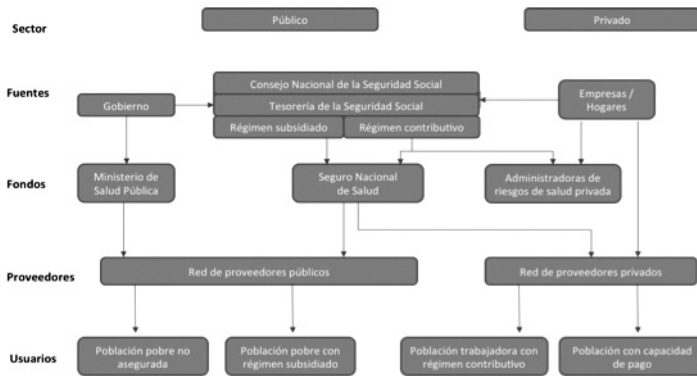 Sector
Público
Privado
Fuentes
Consejo Nacional de la Seguridad Social
Gobierno
Tesorería de la Seguridad Social
Empresas /
Hogares
Régimen subsidiado
Régimen contributivo
Fondos
Ministerio de
Salud Pública
Seguro Nacional
de Salud
Administradoras de
riesgos de salud privada
Proveedores
Red de proveedores públicos
Red de proveedores privados
Usuarios
Población pobre no
asegurada
Población pobre con
régimen subsidiado
Población trabajadora con
régimen contributivo
Población con capacidad
de pago